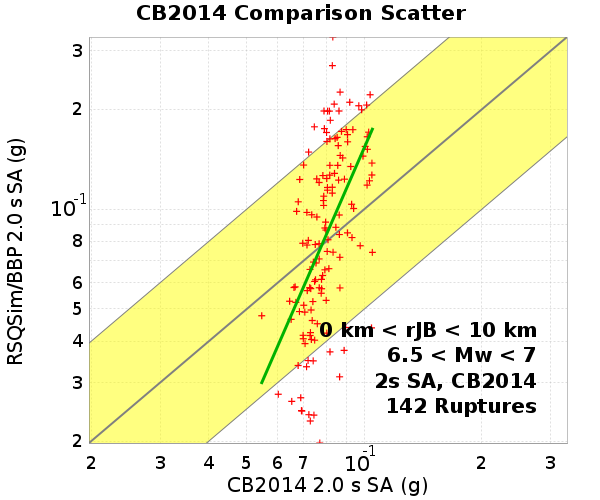 CB2014 Comparison Scatter
RSQSim/BBP 2.0 s SA (g)
3
2
10-1
8
6
5
4
3
2
0 km < rJB < 10 km
6.5 < Mw < 7
2s SA, CB2014
142 Ruptures
2 3 4 5 6 7 10-1 2 3
CB2014 2.0 s SA (g)